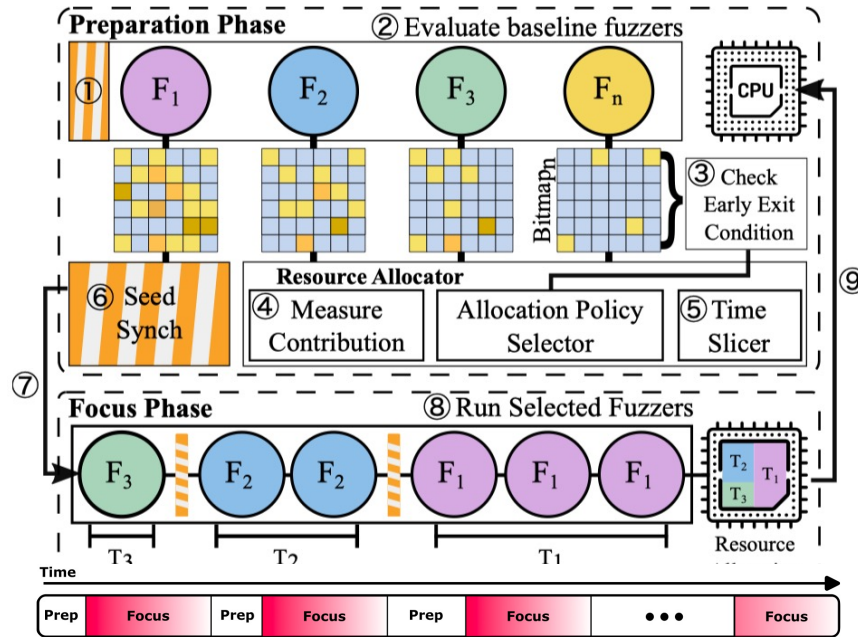 Preparation Phase
② Evaluate baseline fuzzers
①
F1
F2
F3
Fn
CPU
Bitmapn
③ Check
Early Exit
Condition
Resource Allocator
⑥ Seed
Synch
④ Measure
Contribution
Allocation Policy
Selector
⑤ Time
Slicer
⑨
⑦
Focus Phase
⑧ Run Selected Fuzzers
F3
F2
F2
F1
F1
F1
T2
T1
T3
T3
T2
T1
Resource
Time
Prep
Focus
Prep
Focus
Prep
Focus
•••
Focus